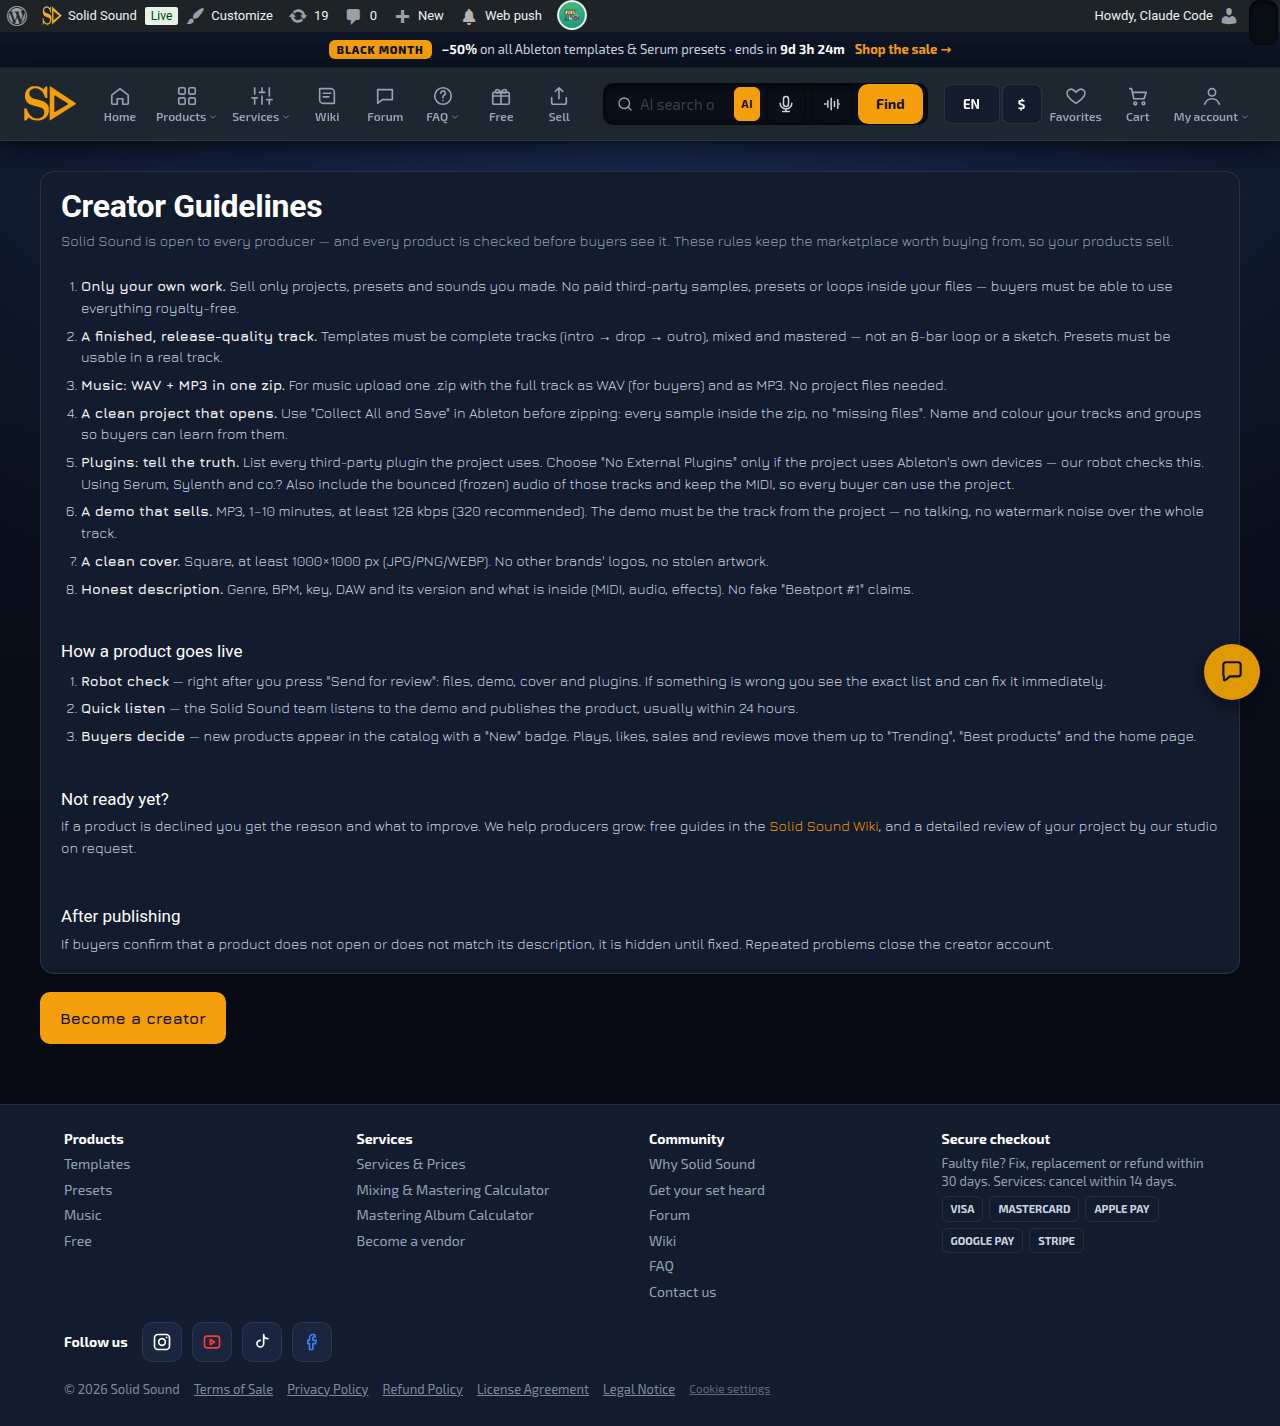 Solid Sound Live Customize 19 0 New Web push Howdy, Claude Code
BLACK MONTH −50% on all Ableton templates & Serum presets · ends in 9d 3h 24m Shop the sale →
Home Products Services Wiki Forum FAQ Free Sell AI search o AI Find EN $ Favorites Cart My account
Creator Guidelines
Solid Sound is open to every producer — and every product is checked before buyers see it. These rules keep the marketplace worth buying from, so your products sell.
1. Only your own work. Sell only projects, presets and sounds you made. No paid third-party samples, presets or loops inside your files — buyers must be able to use
everything royalty-free.
2. A finished, release-quality track. Templates must be complete tracks (intro → drop → outro), mixed and mastered — not an 8-bar loop or a sketch. Presets must be
usable in a real track.
3. Music: WAV + MP3 in one zip. For music upload one .zip with the full track as WAV (for buyers) and as MP3. No project files needed.
4. A clean project that opens. Use "Collect All and Save" in Ableton before zipping: every sample inside the zip, no "missing files". Name and colour your tracks and groups
so buyers can learn from them.
5. Plugins: tell the truth. List every third-party plugin the project uses. Choose "No External Plugins" only if the project uses Ableton's own devices — our robot checks this.
Using Serum, Sylenth and co.? Also include the bounced (frozen) audio of those tracks and keep the MIDI, so every buyer can use the project.
6. A demo that sells. MP3, 1–10 minutes, at least 128 kbps (320 recommended). The demo must be the track from the project — no talking, no watermark noise over the whole
track.
7. A clean cover. Square, at least 1000×1000 px (JPG/PNG/WEBP). No other brands' logos, no stolen artwork.
8. Honest description. Genre, BPM, key, DAW and its version and what is inside (MIDI, audio, effects). No fake "Beatport #1" claims.
How a product goes live
1. Robot check — right after you press "Send for review": files, demo, cover and plugins. If something is wrong you see the exact list and can fix it immediately.
2. Quick listen — the Solid Sound team listens to the demo and publishes the product, usually within 24 hours.
3. Buyers decide — new products appear in the catalog with a "New" badge. Plays, likes, sales and reviews move them up to "Trending", "Best products" and the home page.
Not ready yet?
If a product is declined you get the reason and what to improve. We help producers grow: free guides in the Solid Sound Wiki, and a detailed review of your project by our studio
on request.
After publishing
If buyers confirm that a product does not open or does not match its description, it is hidden until fixed. Repeated problems close the creator account.
Become a creator
Products Services Community Secure checkout
Templates Services & Prices Why Solid Sound Faulty file? Fix, replacement or refund within
Presets Mixing & Mastering Calculator Get your set heard 30 days. Services: cancel within 14 days.
Music Mastering Album Calculator Forum VISA MASTERCARD APPLE PAY
Free Become a vendor Wiki GOOGLE PAY STRIPE
FAQ
Contact us
Follow us
© 2026 Solid Sound Terms of Sale Privacy Policy Refund Policy License Agreement Legal Notice Cookie settings